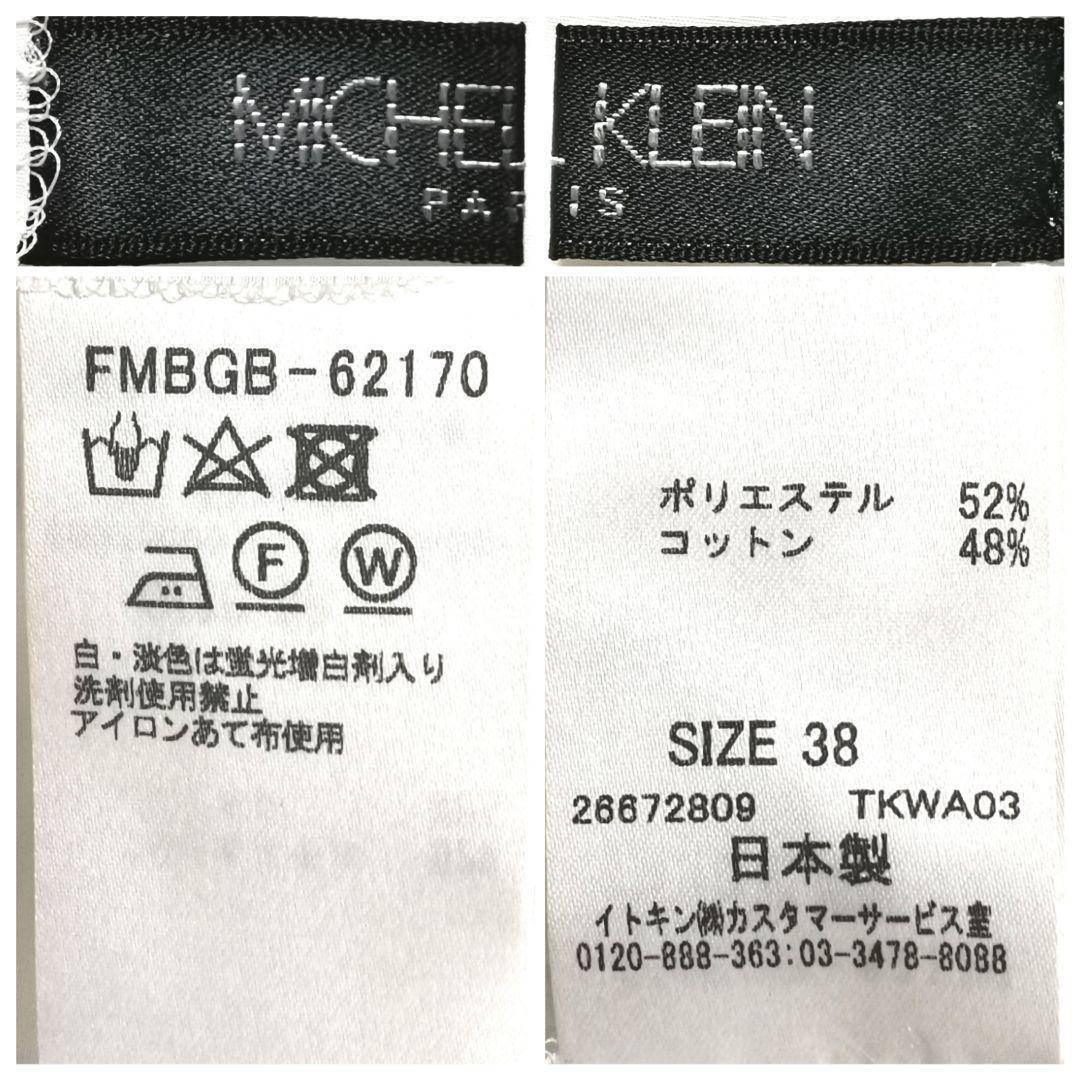 MICHEL KLEIN
PARIS
FMBGB-62170
F W
白・淡色は蛍光増白剤入り
洗剤使用禁止
アイロンあて布使用
ポリエステル 52%
コットン 48%
SIZE 38
26672809 TKWA03
日本製
イトキン㈱カスタマーサービス室
0120-888-363:03-3478-8088